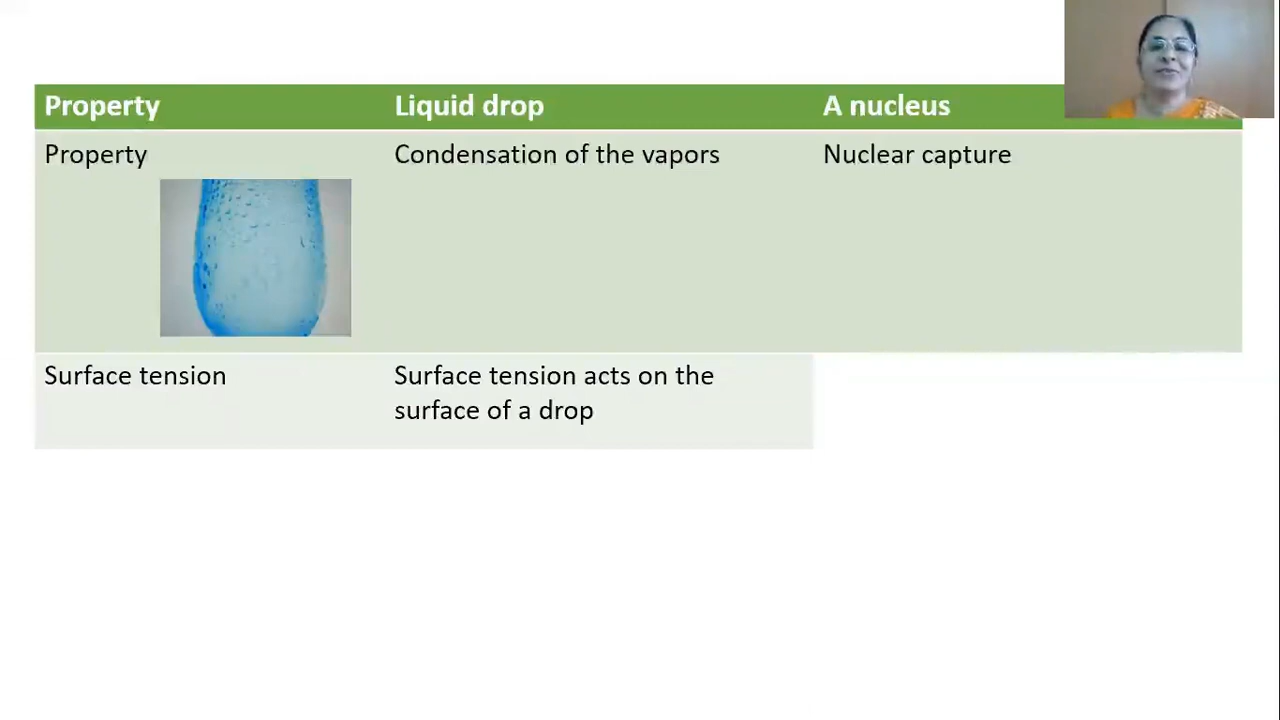 Property Liquid drop A nucleus
Property Condensation of the vapors Nuclear capture
Surface tension Surface tension acts on the
surface of a drop